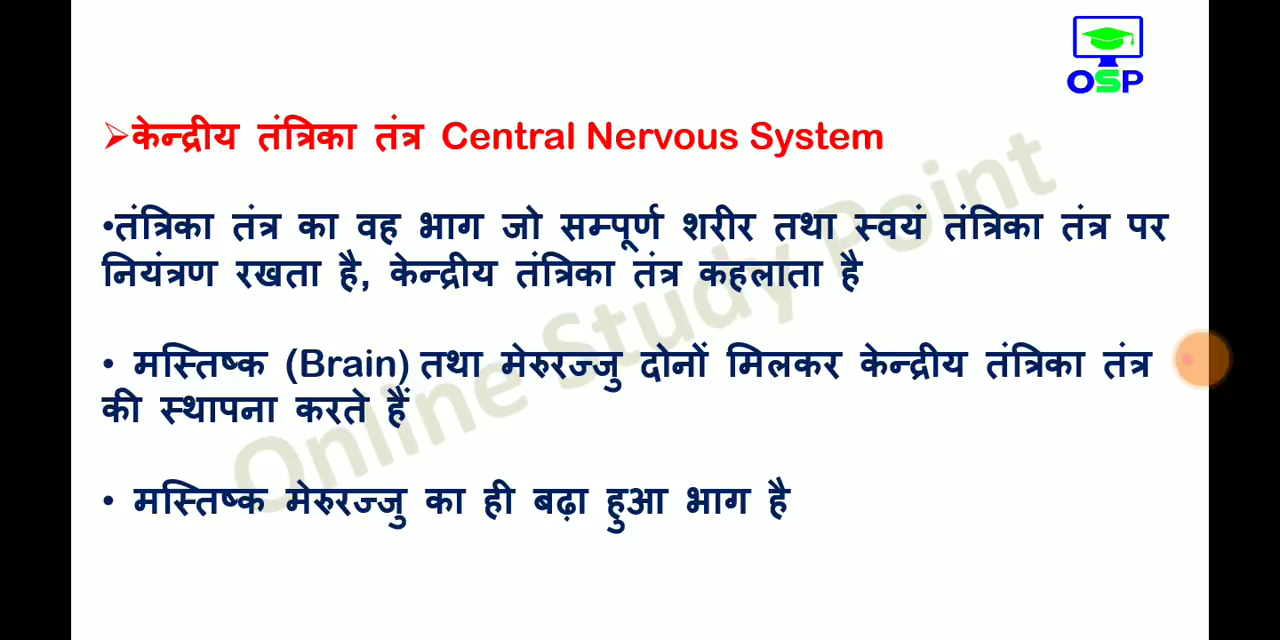 OSP
➢केन्द्रीय तंत्रिका तंत्र Central Nervous System
•तंत्रिका तंत्र का वह भाग जो सम्पूर्ण शरीर तथा स्वयं तंत्रिका तंत्र पर
नियंत्रण रखता है, केन्द्रीय तंत्रिका तंत्र कहलाता है
• मस्तिष्क (Brain) तथा मेरुरज्जु दोनों मिलकर केन्द्रीय तंत्रिका तंत्र
की स्थापना करते हैं
• मस्तिष्क मेरुरज्जु का ही बढ़ा हुआ भाग है
Online Study Point